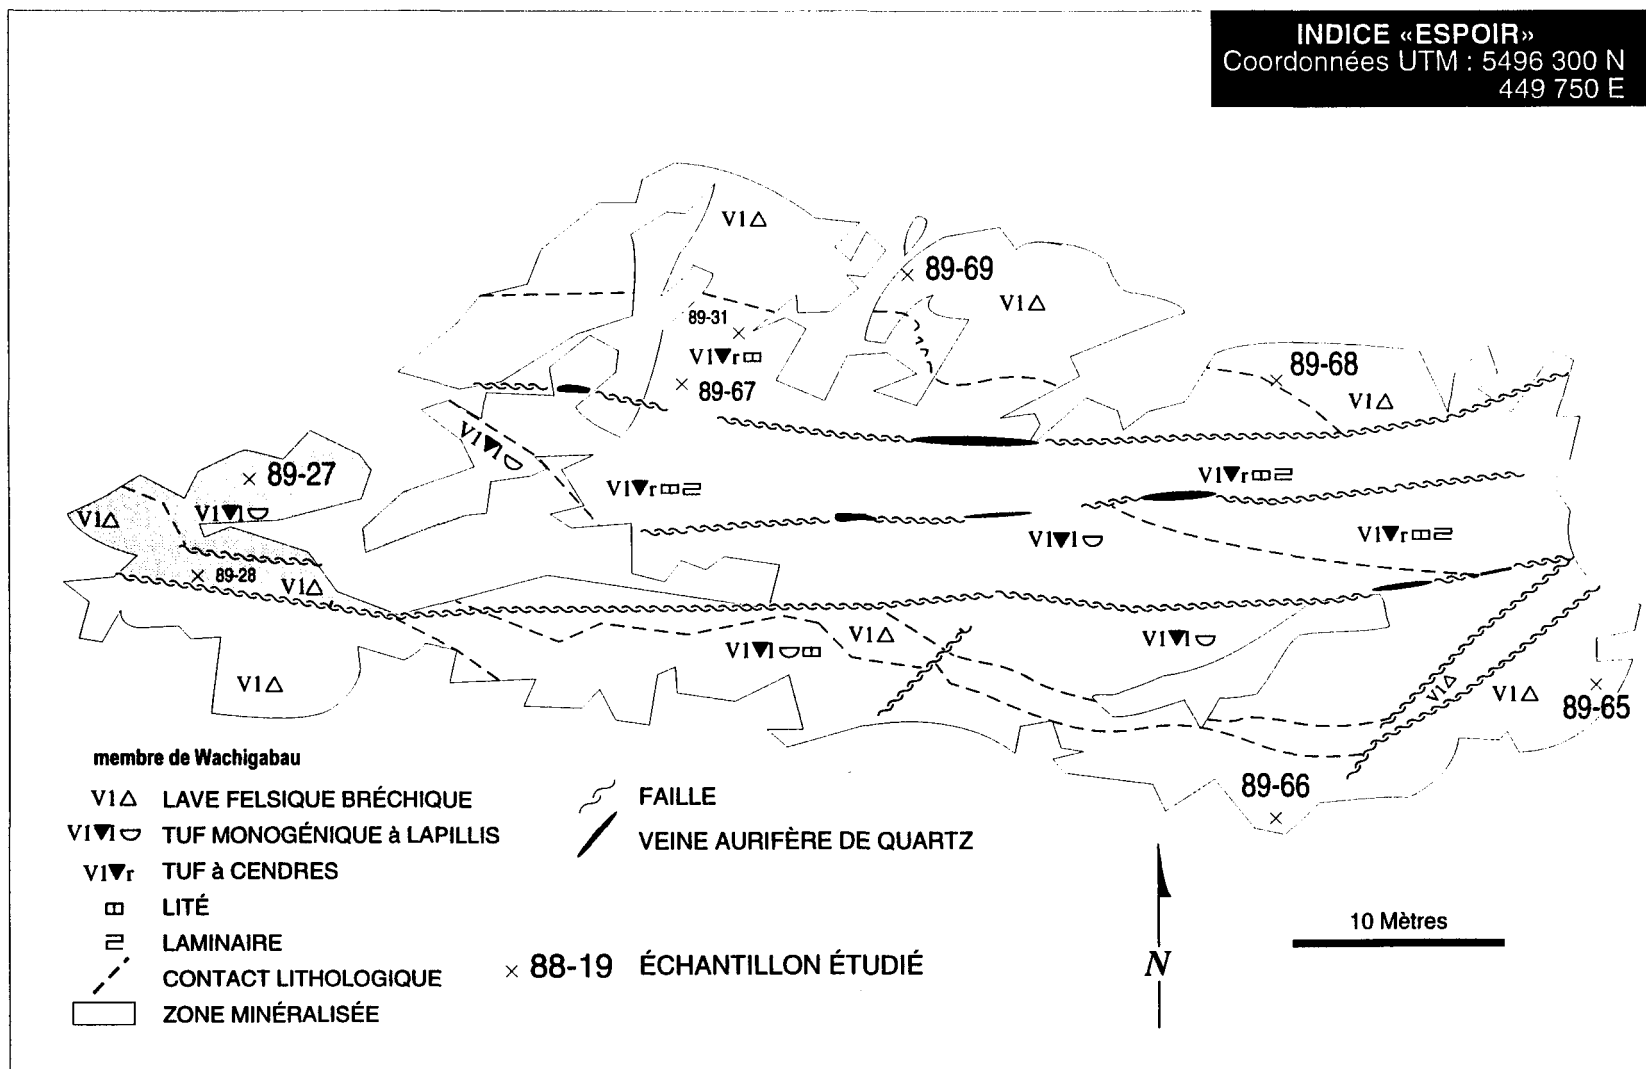 INDICE «ESPOIR»
Coordonnées UTM : 5496 300 N
449 750 E
V1△
89-69
V1△
89-31
V1▼r
89-67
89-68
V1△
V1▼l
89-27
V1▼r
V1▼r
V1△
V1▼l
V1▼l
V1▼r
89-28
V1△
V1▼l
V1△
V1▼l
V1△
V1△
V1△
89-65
89-66
membre de Wachigabau
V1△ LAVE FELSIQUE BRÉCHIQUE
V1▼l TUF MONOGÉNIQUE à LAPILLIS
V1▼r TUF à CENDRES
LITÉ
LAMINAIRE
CONTACT LITHOLOGIQUE
ZONE MINÉRALISÉE
FAILLE
VEINE AURIFÈRE DE QUARTZ
× 88-19 ÉCHANTILLON ÉTUDIÉ
N
10 Mètres